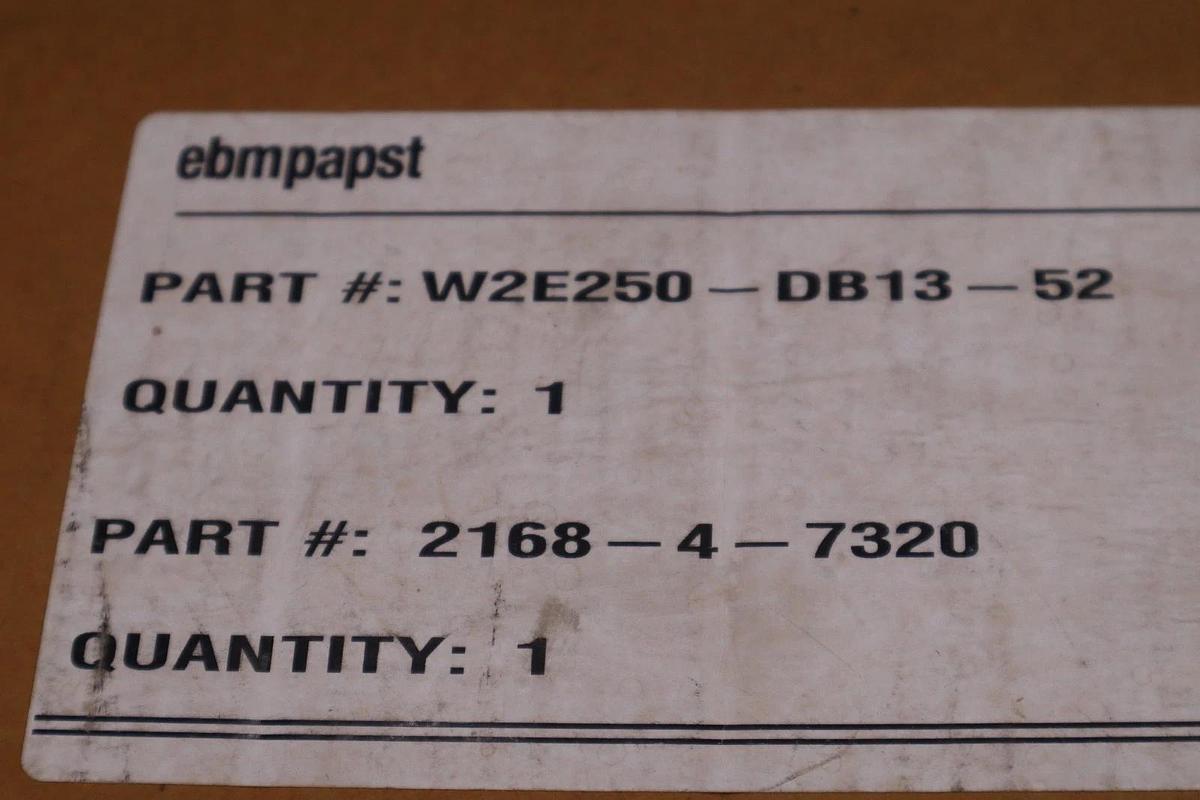 ebmpapst
PART #: W2E250 — DB13 — 52
QUANTITY: 1
PART #: 2168 — 4 — 7320
QUANTITY: 1